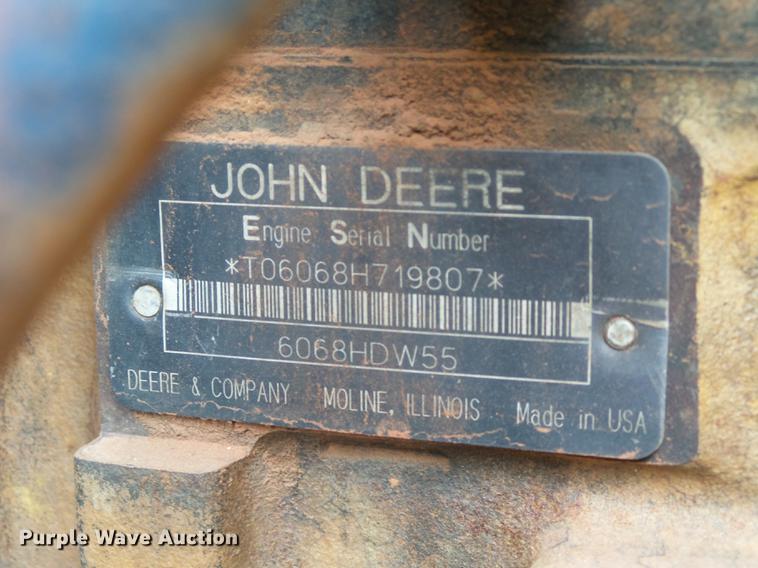 JOHN DEERE
Engine Serial Number
*T06068H719807*
6068HDW55
DEERE & COMPANY MOLINE, ILLINOIS Made in USA
Purple Wave Auction